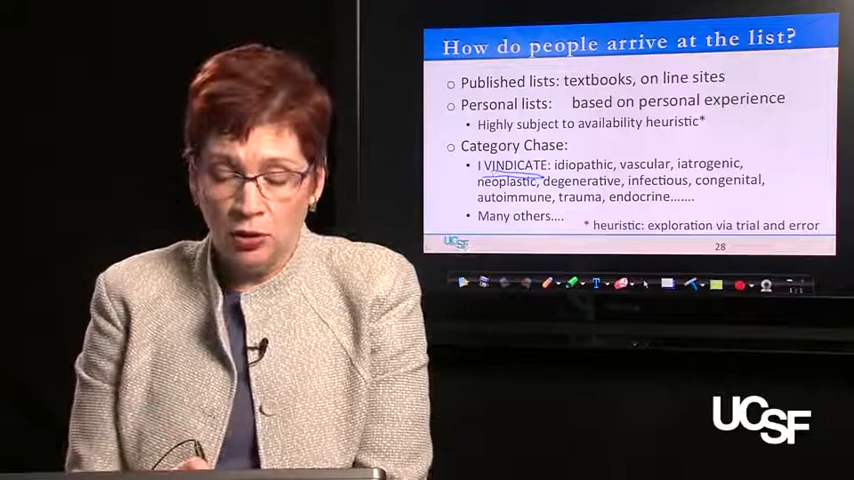 How do people arrive at the list?
Published lists: textbooks, on line sites
Personal lists: based on personal experience
Highly subject to availability heuristic*
Category Chase:
I VINDICATE: idiopathic, vascular, iatrogenic,
neoplastic, degenerative, infectious, congenital,
autoimmune, trauma, endocrine.......
Many others....
* heuristic: exploration via trial and error
UCSF
28
1/1
UCSF